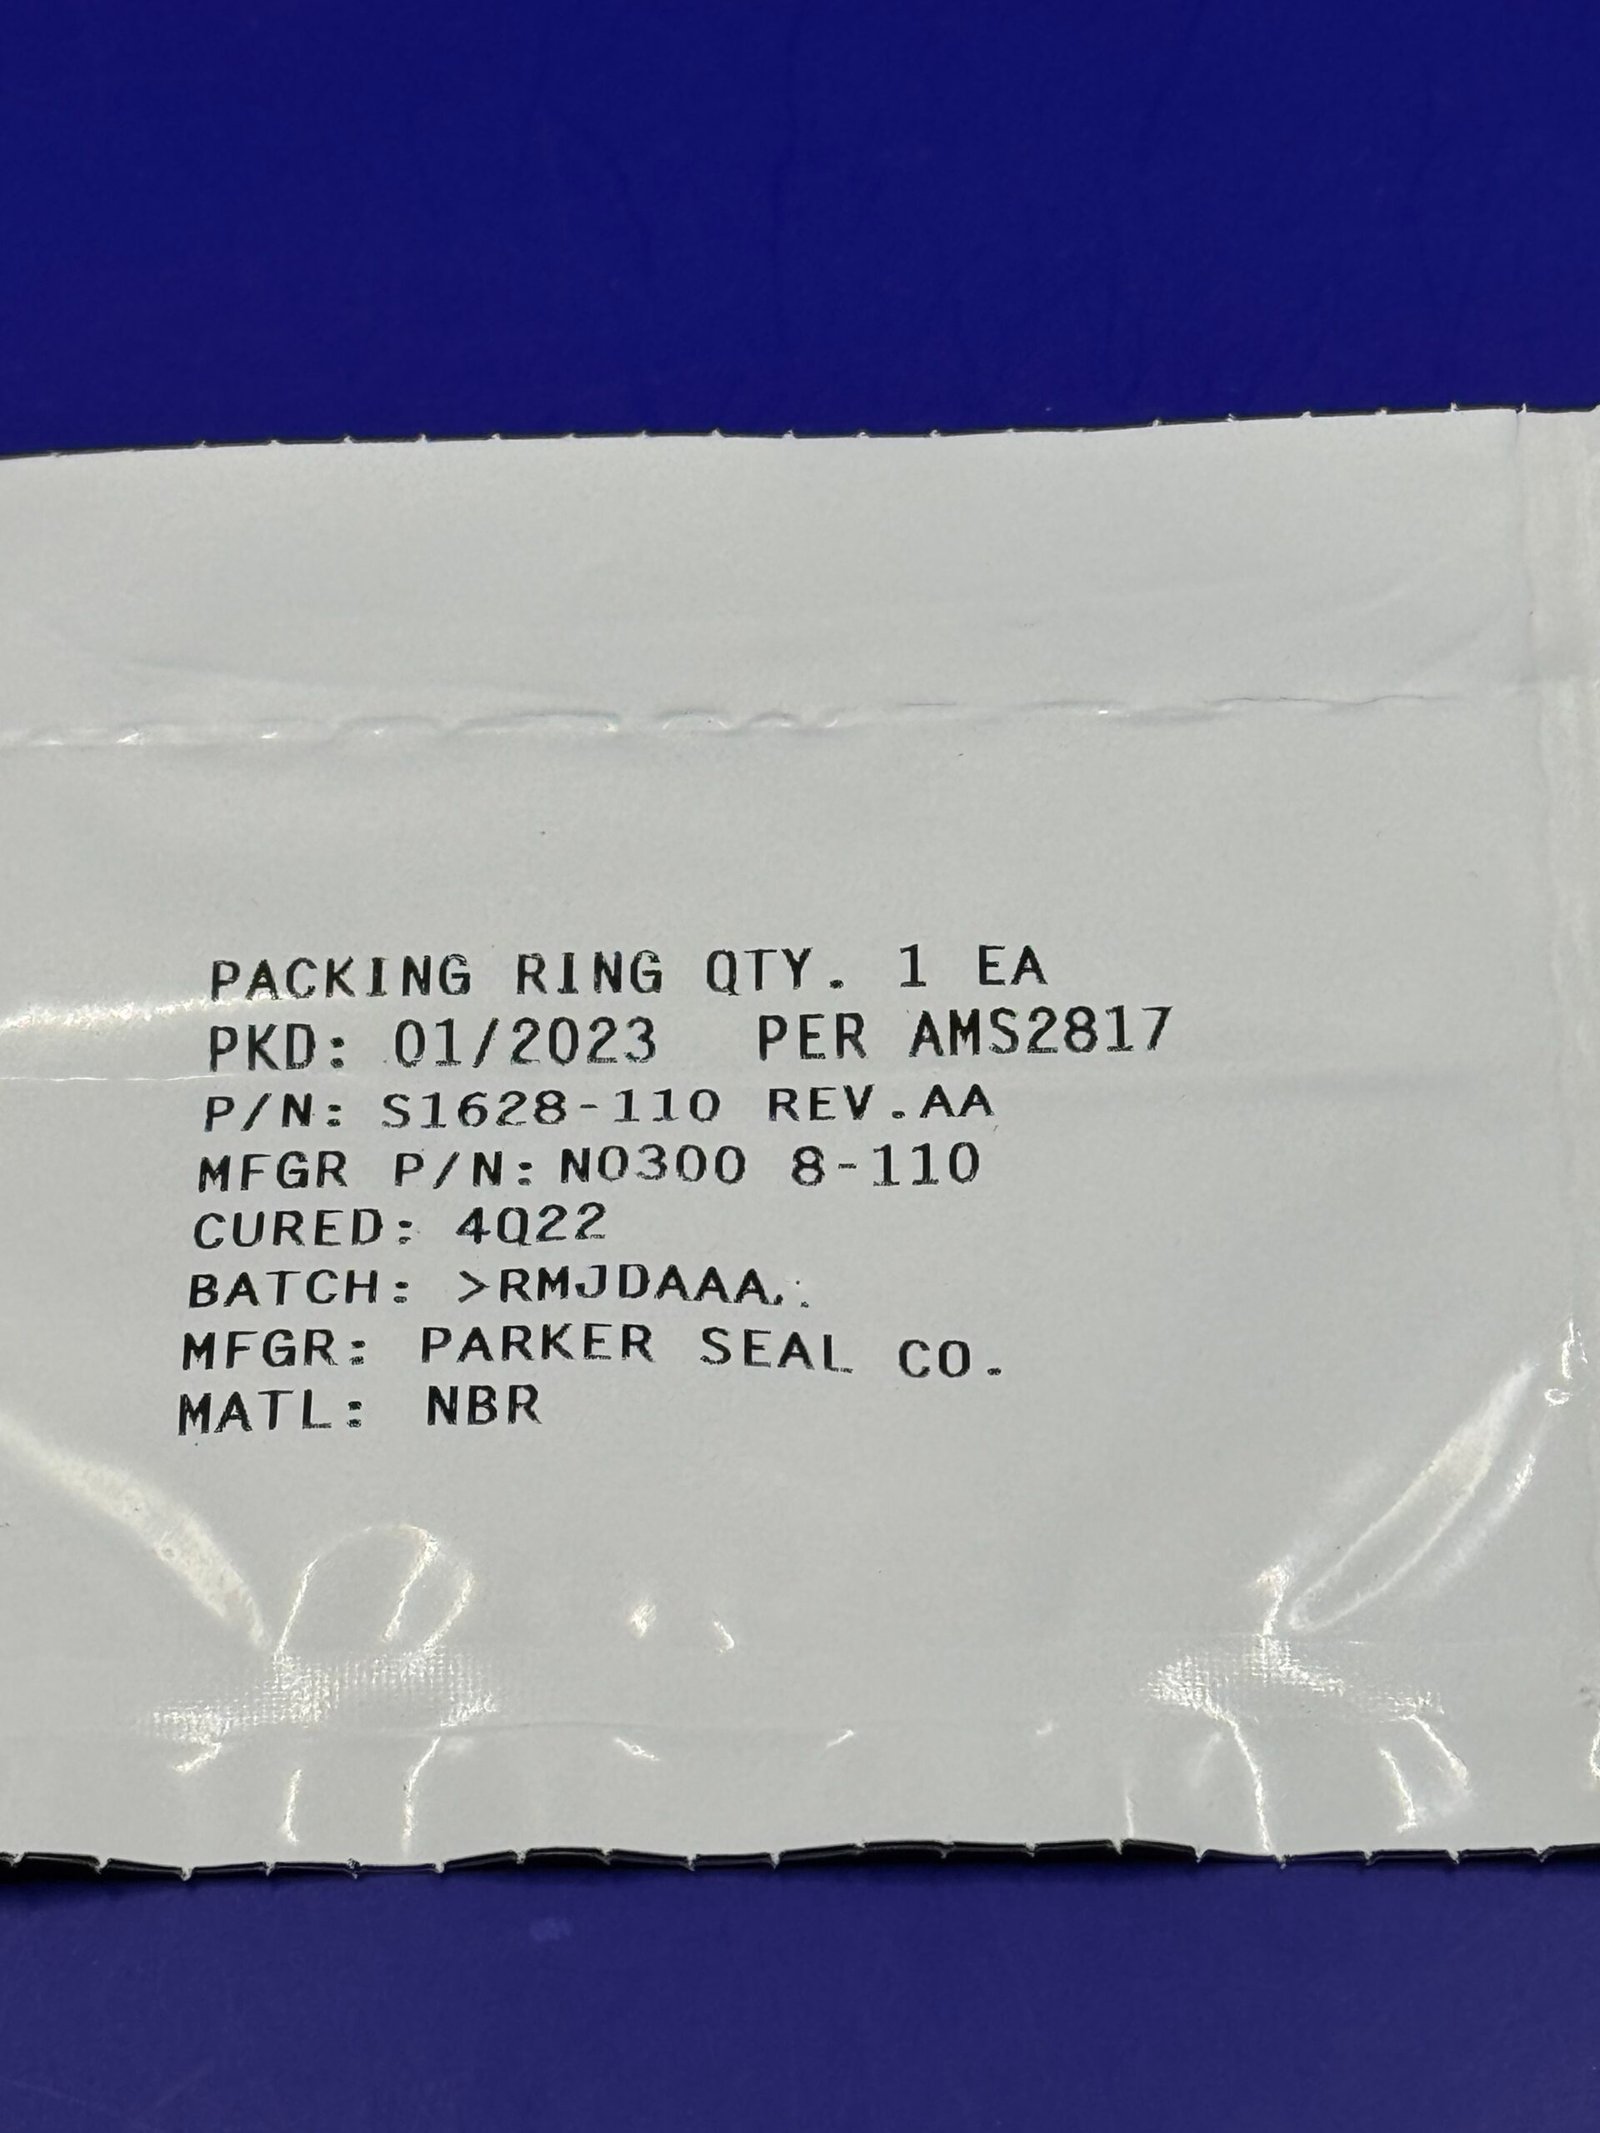 PACKING RING QTY. 1 EA
PKD: 01/2023 PER AMS2817
P/N: S1628-110 REV.AA
MFGR P/N: N0300 8-110
CURED: 4Q22
BATCH: >RMJDAAA.:
MFGR: PARKER SEAL CO.
MATL: NBR